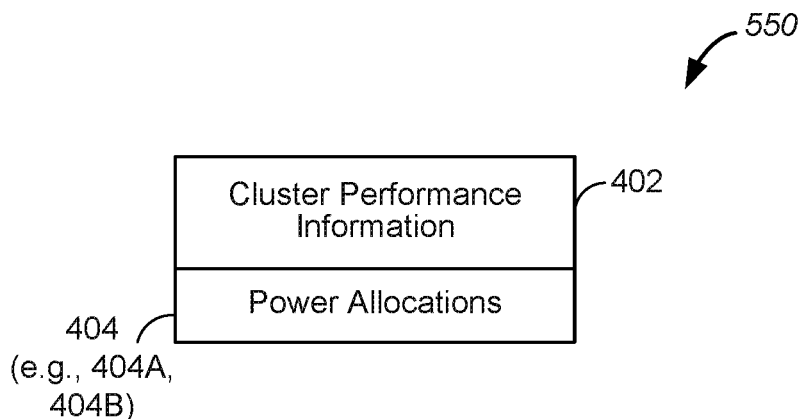 550
Cluster Performance
Information
402
Power Allocations
404
(e.g., 404A,
404B)